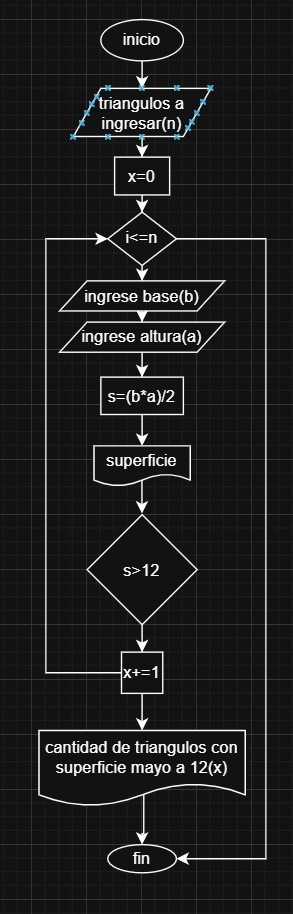 inicio
triangulos a
ingresar(n)
x=0
i<=n
ingrese base(b)
ingrese altura(a)
s=(b*a)/2
superficie
s>12
x+=1
cantidad de triangulos con
superficie mayo a 12(x)
fin